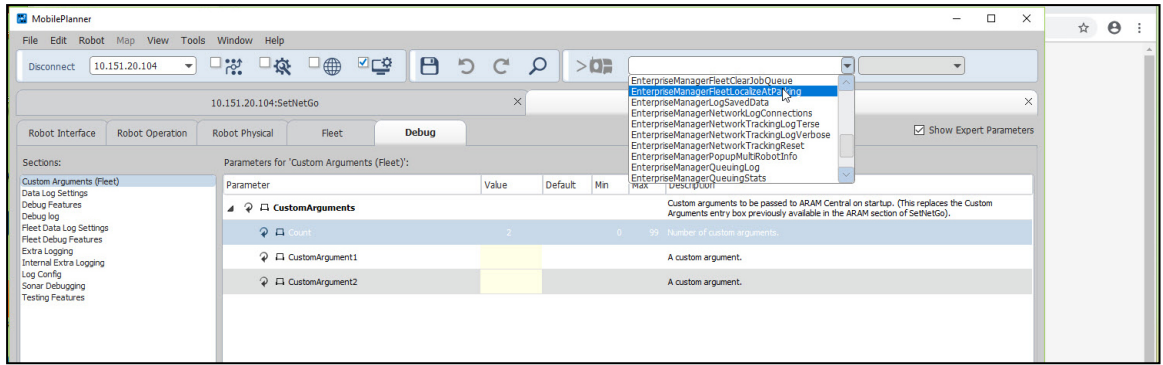 MobilePlanner
File Edit Robot Map View Tools Window Help
Disconnect 10.151.20.104
EnterpriseManagerFleetClearJobQueue
EnterpriseManagerFleetLocalizeAtParking
EnterpriseManagerLogSavedData
EnterpriseManagerNetworkLogConnections
EnterpriseManagerNetworkTrackingLogTerse
EnterpriseManagerNetworkTrackingLogVerbose
EnterpriseManagerNetworkTrackingReset
EnterpriseManagerPopupMultiRobotInfo
EnterpriseManagerQueuingLog
EnterpriseManagerQueuingStats
10.151.20.104:SetNetGo
Robot Interface Robot Operation Robot Physical Fleet Debug
Show Expert Parameters
Sections:
Custom Arguments (Fleet)
Data Log Settings
Debug Features
Debug log
Fleet Data Log Settings
Fleet Debug Features
Extra Logging
Internal Extra Logging
Log Config
Sonar Debugging
Testing Features
Parameters for 'Custom Arguments (Fleet)':
Parameter Value Default Min Max Description
CustomArguments
Custom arguments to be passed to ARAM Central on startup. (This replaces the Custom
Arguments entry box previously available in the ARAM section of SetNetGo).
Count 2 0 99 Number of custom arguments.
CustomArgument1 A custom argument.
CustomArgument2 A custom argument.